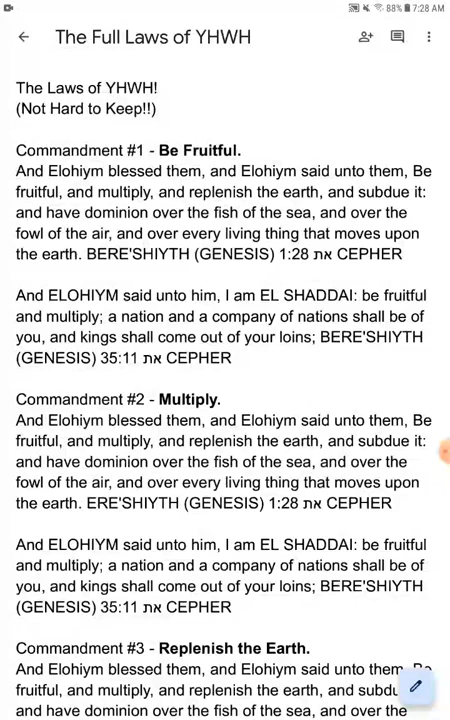 88% 7:28 AM
The Full Laws of YHWH
The Laws of YHWH!
(Not Hard to Keep!!)
Commandment #1 - Be Fruitful.
And Elohiym blessed them, and Elohiym said unto them, Be
fruitful, and multiply, and replenish the earth, and subdue it:
and have dominion over the fish of the sea, and over the
fowl of the air, and over every living thing that moves upon
the earth. BERE'SHIYTH (GENESIS) 1:28 את CEPHER
And ELOHIYM said unto him, I am EL SHADDAI: be fruitful
and multiply; a nation and a company of nations shall be of
you, and kings shall come out of your loins; BERE'SHIYTH
(GENESIS) 35:11 את CEPHER
Commandment #2 - Multiply.
And Elohiym blessed them, and Elohiym said unto them, Be
fruitful, and multiply, and replenish the earth, and subdue it:
and have dominion over the fish of the sea, and over the
fowl of the air, and over every living thing that moves upon
the earth. ERE'SHIYTH (GENESIS) 1:28 את CEPHER
And ELOHIYM said unto him, I am EL SHADDAI: be fruitful
and multiply; a nation and a company of nations shall be of
you, and kings shall come out of your loins; BERE'SHIYTH
(GENESIS) 35:11 את CEPHER
Commandment #3 - Replenish the Earth.
And Elohiym blessed them, and Elohiym said unto them, Be
fruitful, and multiply, and replenish the earth, and
and have dominion over the fish of the sea, and over the